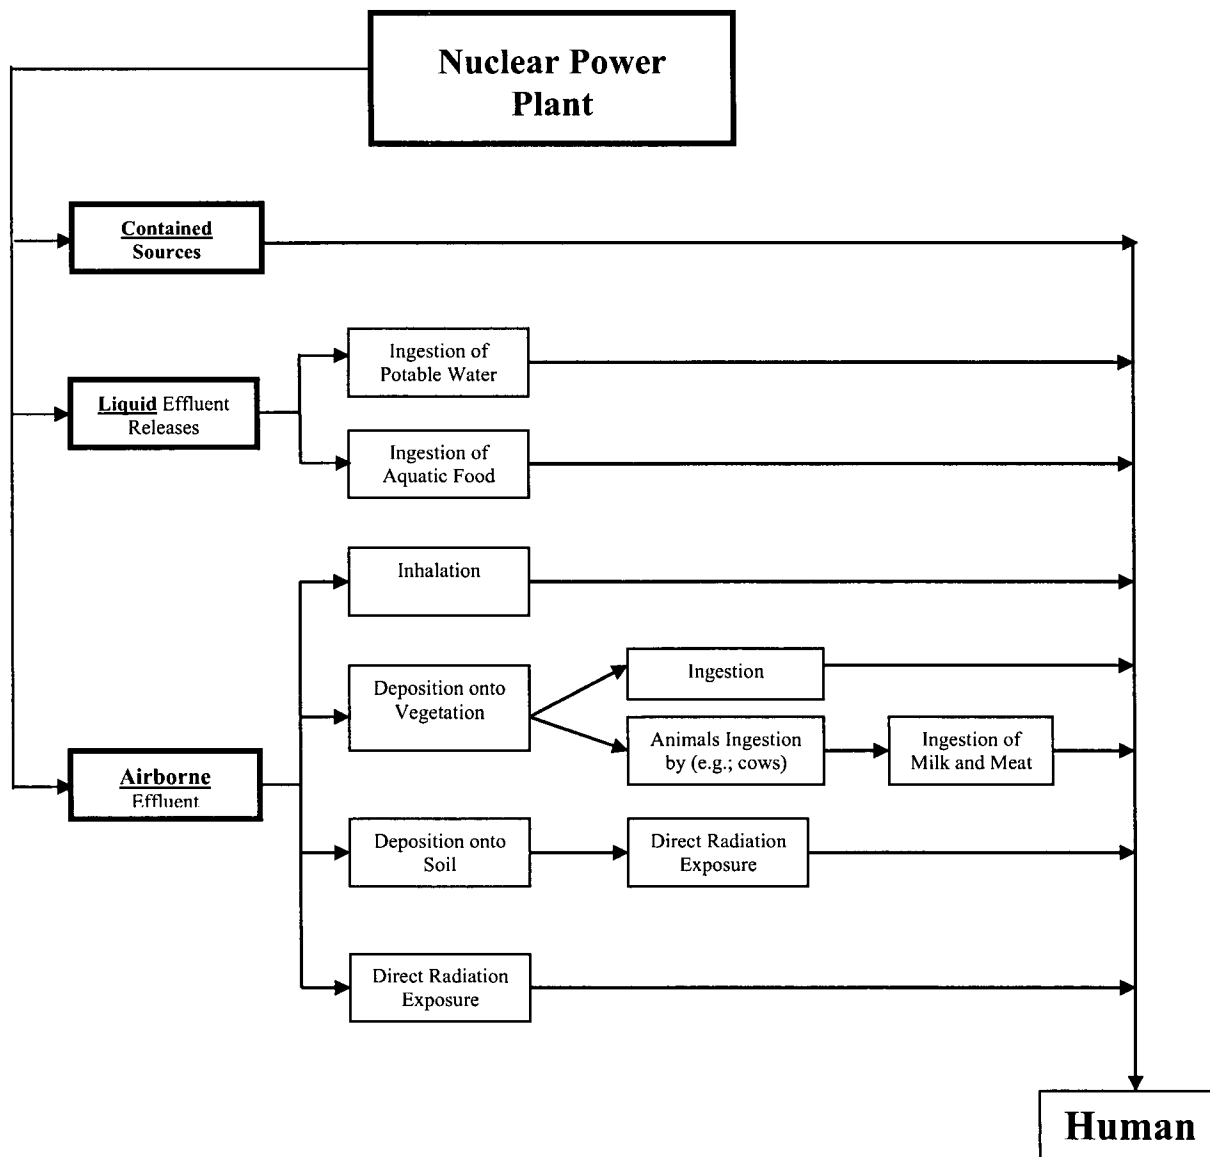 Nuclear Power
Plant
Contained
Sources
Ingestion of
Potable Water
Liquid Effluent
Releases
Ingestion of
Aquatic Food
Inhalation
Deposition onto
Vegetation
Ingestion
Animals Ingestion
by (e.g.; cows)
Ingestion of
Milk and Meat
Airborne
Effluent
Deposition onto
Soil
Direct Radiation
Exposure
Direct Radiation
Exposure
Human